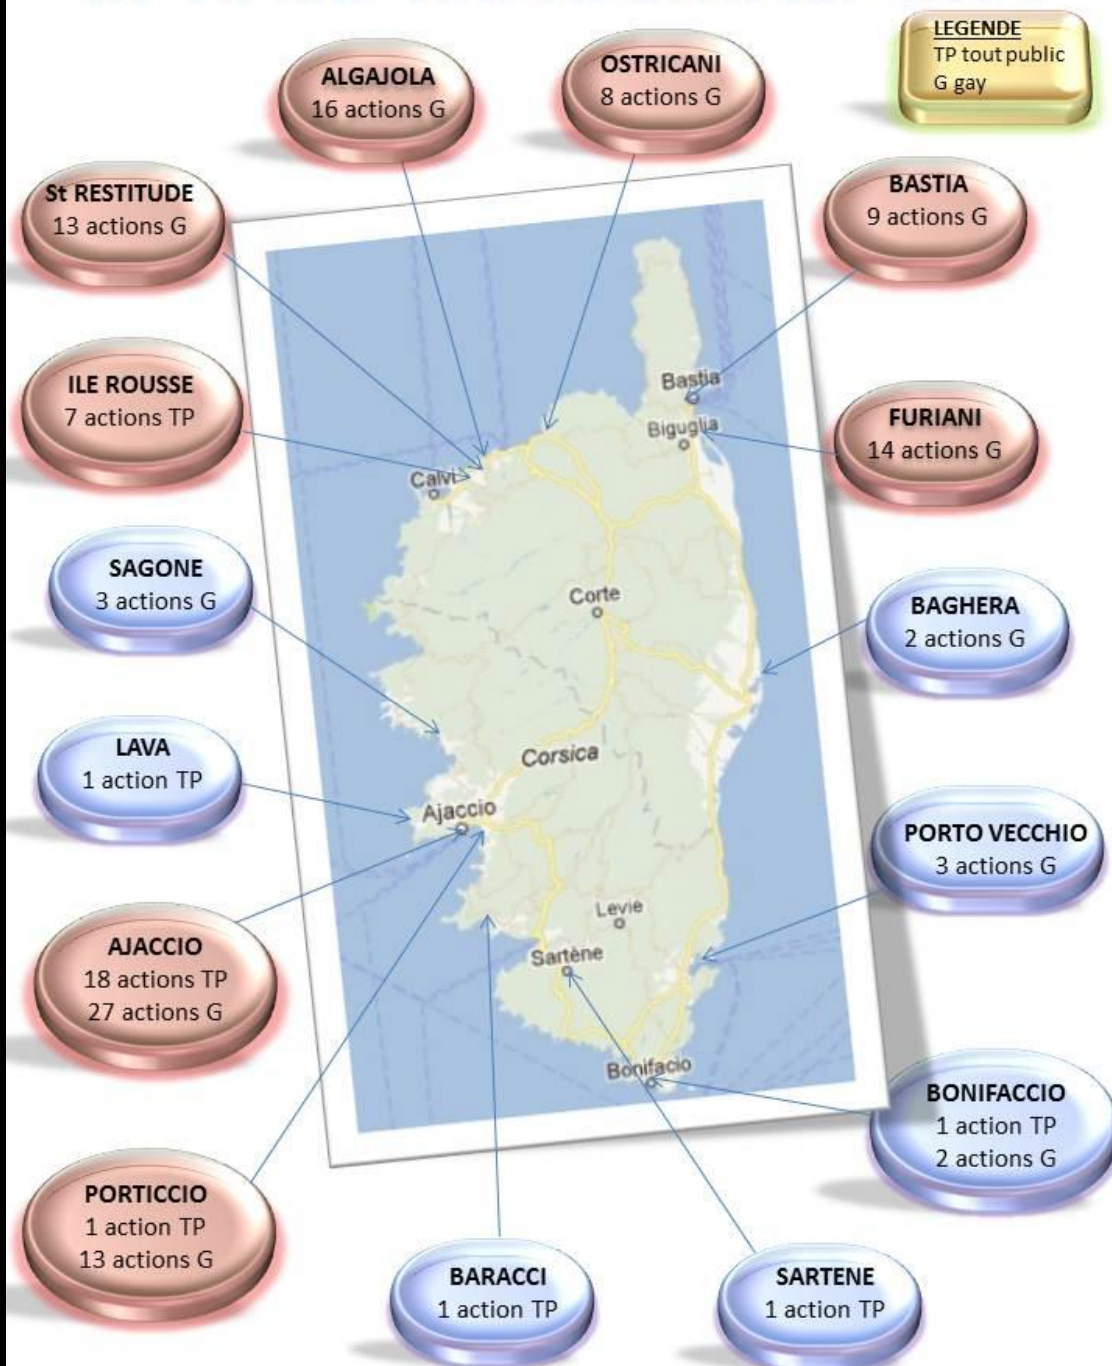 LEGENDE
TP tout public
G gay
ALGAJOLA
16 actions G
OSTRICANI
8 actions G
St RESTITUDE
13 actions G
BASTIA
9 actions G
ILE ROUSSE
7 actions TP
FURIANI
14 actions G
SAGONE
3 actions G
BAGHERA
2 actions G
LAVA
1 action TP
PORTO VECCHIO
3 actions G
AJACCIO
18 actions TP
27 actions G
BONIFACCIO
1 action TP
2 actions G
PORTICCIO
1 action TP
13 actions G
BARACCI
1 action TP
SARTENE
1 action TP
Bastia
Biguglia
Calvi
Corte
Corsica
Ajaccio
Levie
Sartène
Bonifacio